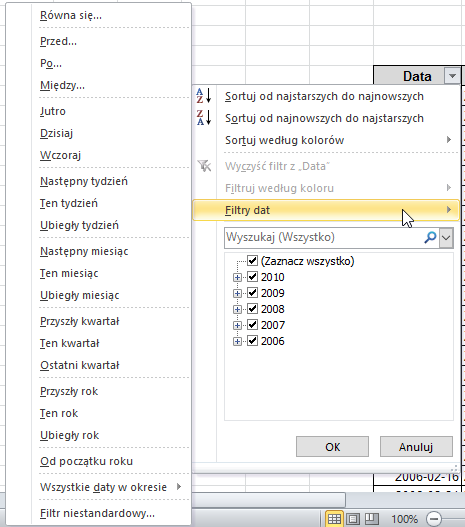 Równa się...
Przed...
Po...
Między...
Jutro
Dzisiaj
Wczoraj
Następny tydzień
Ten tydzień
Ubiegły tydzień
Następny miesiąc
Ten miesiąc
Ubiegły miesiąc
Przyszły kwartał
Ten kwartał
Ostatni kwartał
Przyszły rok
Ten rok
Ubiegły rok
Od początku roku
Wszystkie daty w okresie
Filtr niestandardowy...
Data
Sortuj od najstarszych do najnowszych
Sortuj od najnowszych do najstarszych
Sortuj według kolorów
Wyczyść filtr z „Data"
Filtruj według koloru
Filtry dat
Wyszukaj (Wszystko)
(Zaznacz wszystko)
2010
2009
2008
2007
2006
OK
Anuluj
2006-02-16
100%